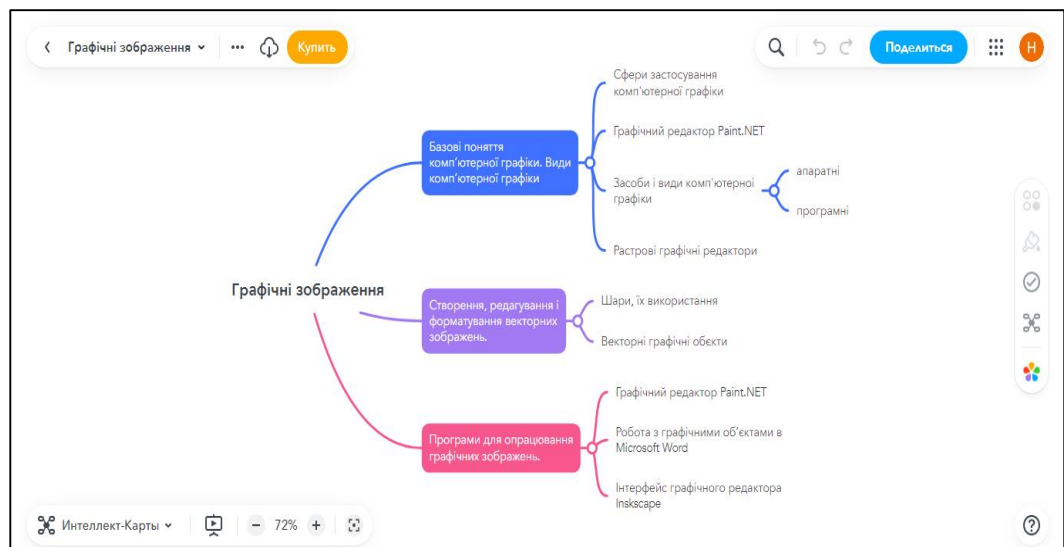 Графічні зображення
Купить
Поделиться
Н
Сфери застосування
комп'ютерної графіки
Графічний редактор Paint.NET
Базові поняття
комп'ютерної графіки. Види
комп'ютерної графіки
Засоби і види комп'ютерної
графіки
апаратні
програмні
Растрові графічні редактори
Графічні зображення
Створення, редагування і
форматування векторних
зображень.
Шари, їх використання
Векторні графічні обєкти
Програми для опрацювання
графічних зображень.
Графічний редактор Paint.NET
Робота з графічними об'єктами в
Microsoft Word
Інтерфейс графічного редактора
Inskscape
Интеллект-Карты
72%